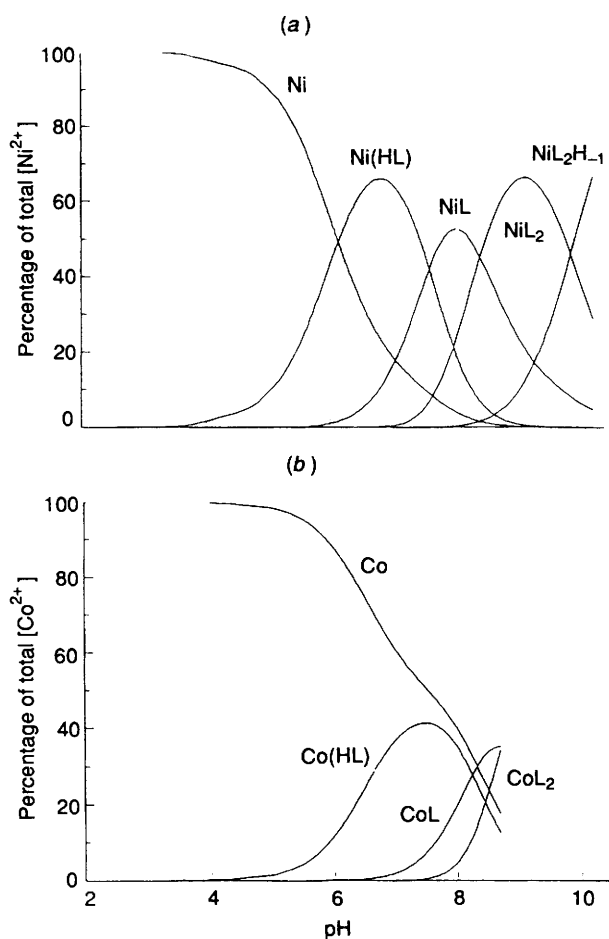 (a)
Percentage of total [Ni²⁺]
100
80
60
40
20
0
Ni
Ni(HL)
NiL
NiL₂
NiL₂H₋₁
(b)
Percentage of total [Co²⁺]
100
80
60
40
20
0
Co
Co(HL)
CoL
CoL₂
2
4
6
8
10
pH